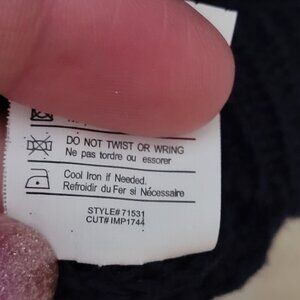 DO NOT TWIST OR WRING
Ne pas tordre ou essorer
Cool Iron if Needed.
Refroidir du Fer si Nécessaire
STYLE# 71531
CUT# IMP1744